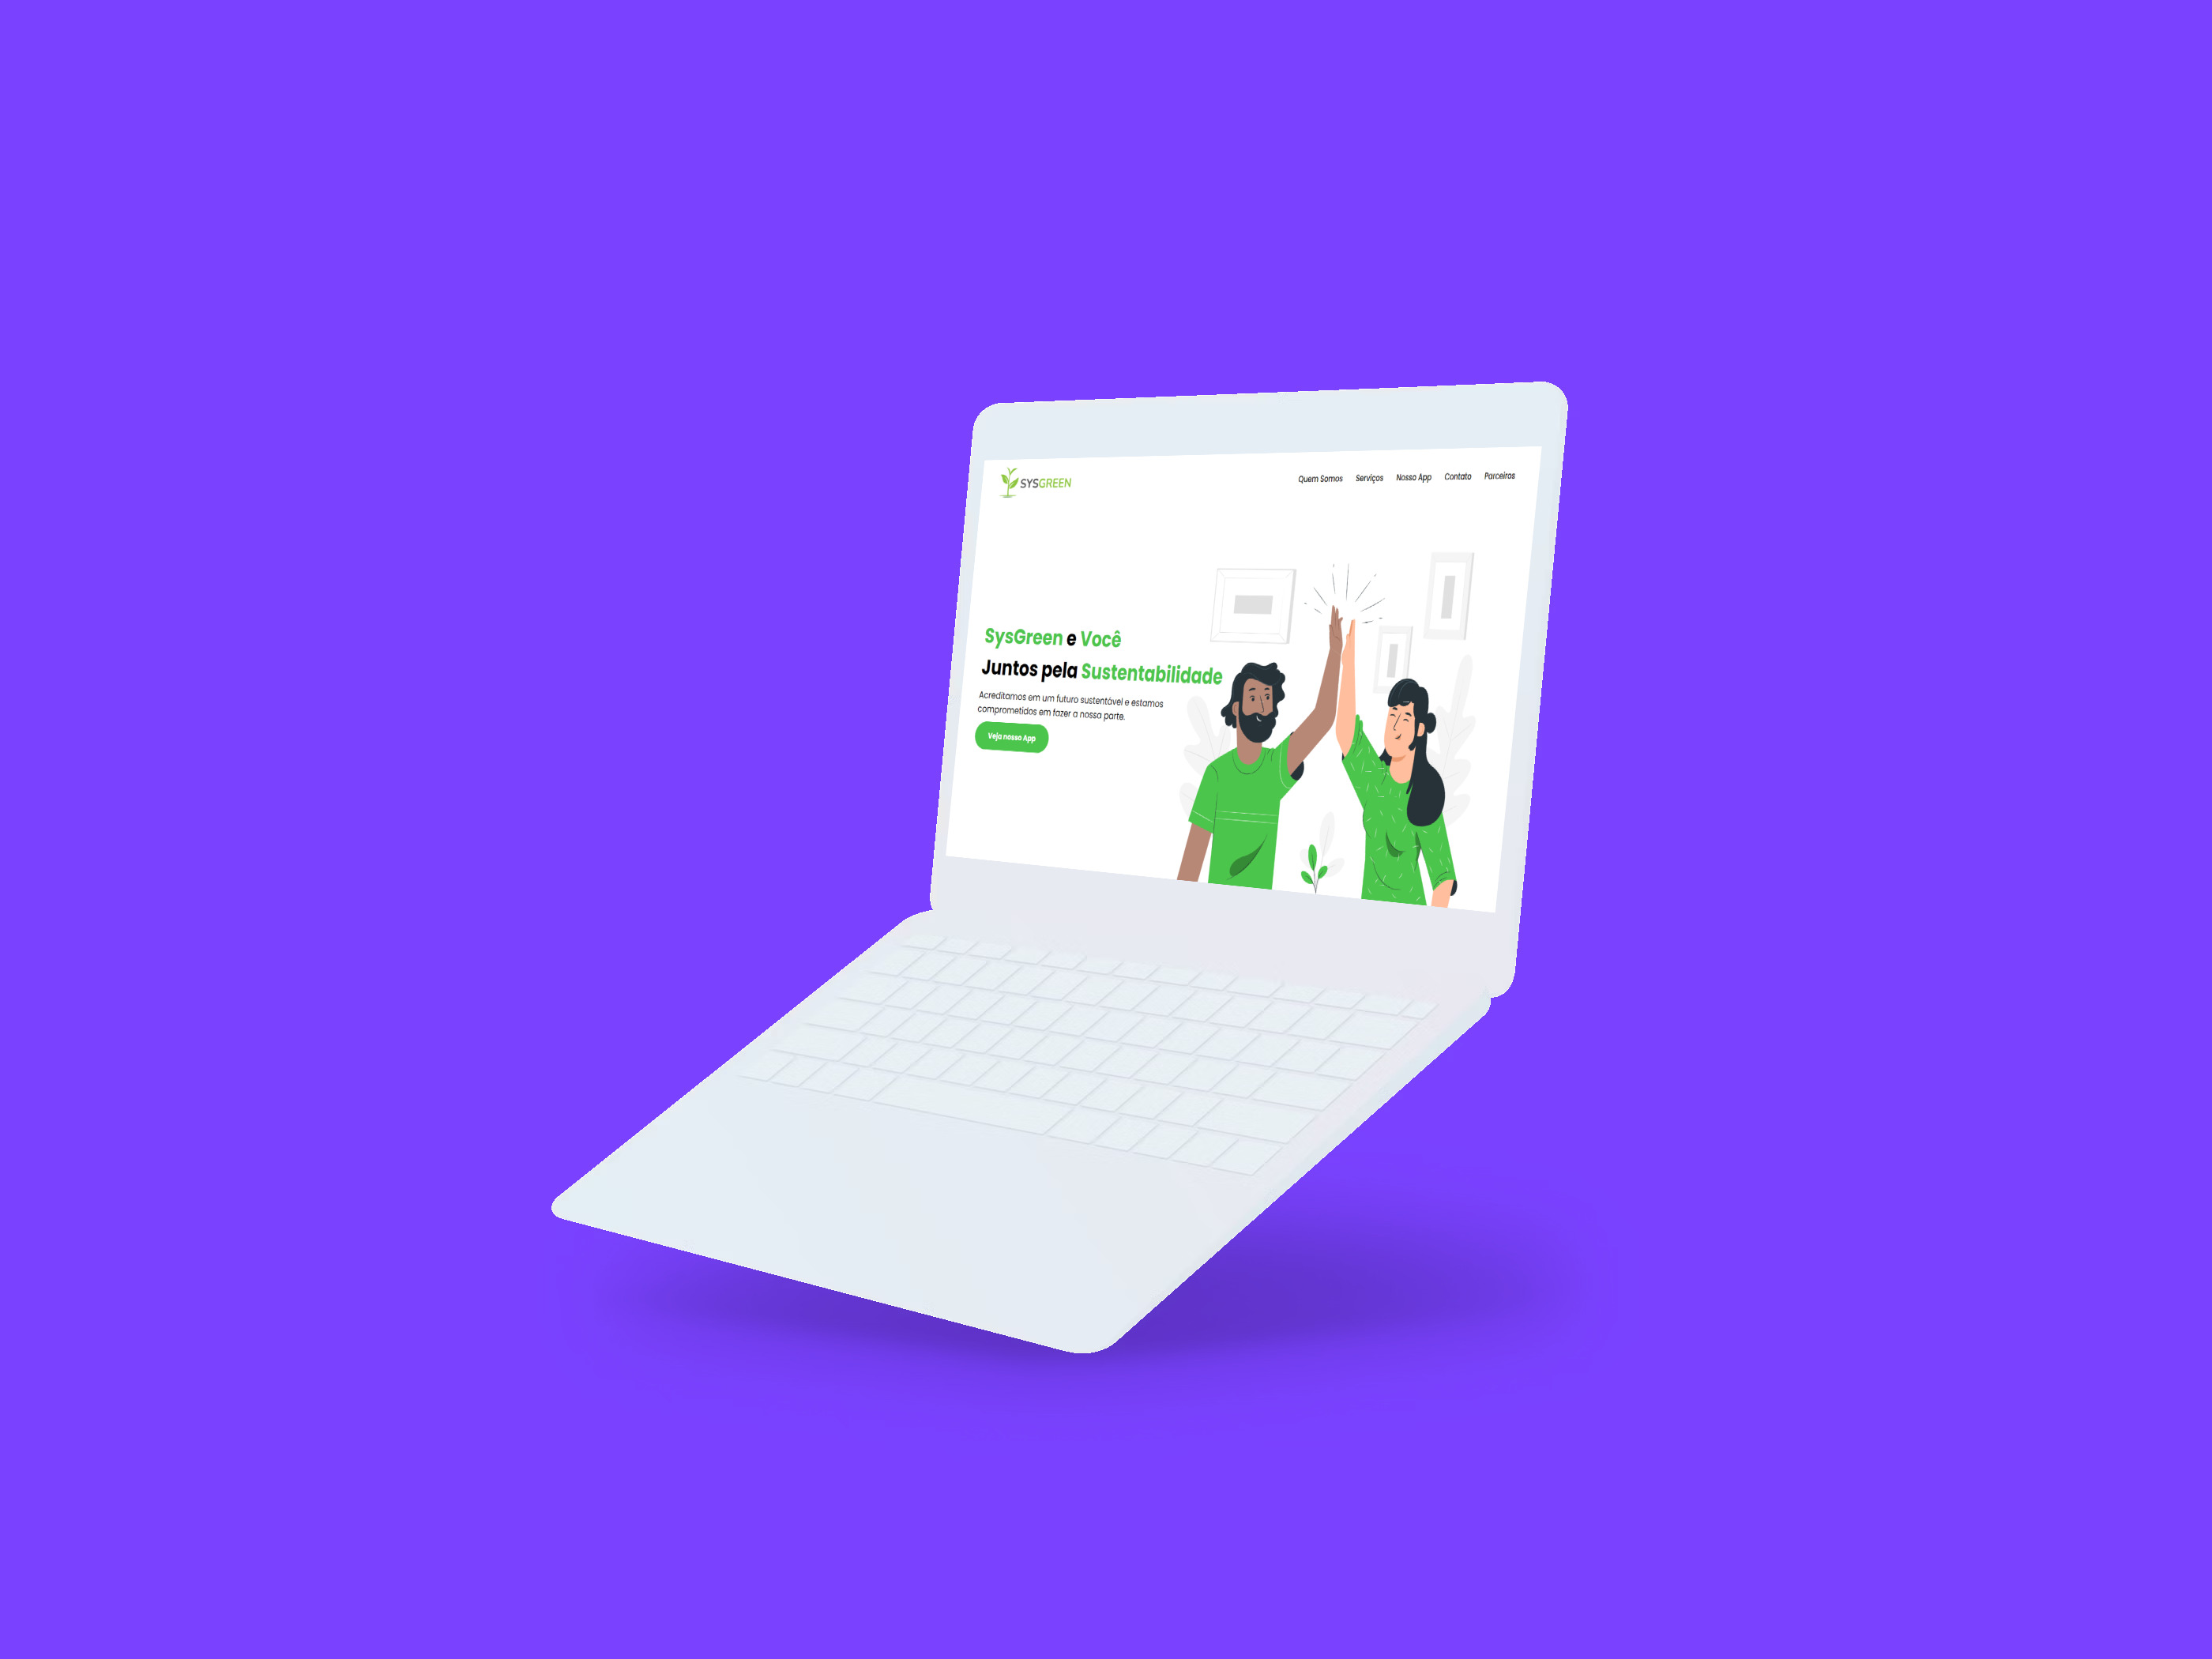 SYSGREEN
Quem Somos Serviços Nosso App Contato Parceiros
SysGreen e Você
Juntos pela Sustentabilidade
Acreditamos em um futuro sustentável e estamos
comprometidos em fazer a nossa parte.
Veja nosso App